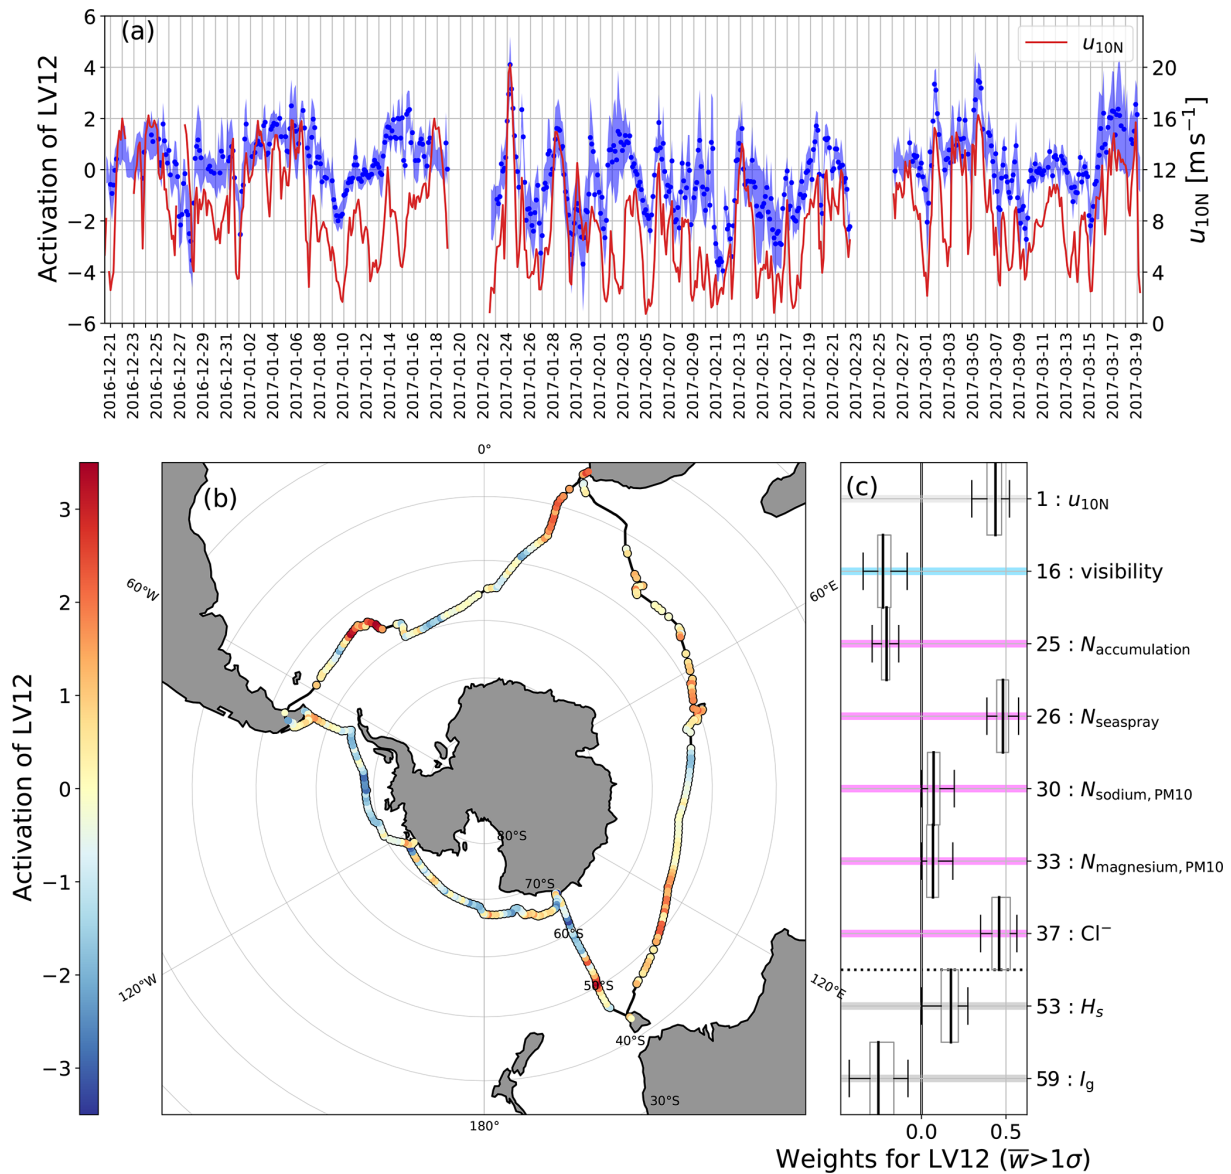 (a)
u10N
Activation of LV12
6
4
2
0
−2
−4
−6
20
16
12
8
4
0
u10N [m s−1]
2016-12-21
2016-12-23
2016-12-25
2016-12-27
2016-12-29
2016-12-31
2017-01-02
2017-01-04
2017-01-06
2017-01-08
2017-01-10
2017-01-12
2017-01-14
2017-01-16
2017-01-18
2017-01-20
2017-01-22
2017-01-24
2017-01-26
2017-01-28
2017-01-30
2017-02-01
2017-02-03
2017-02-05
2017-02-07
2017-02-09
2017-02-11
2017-02-13
2017-02-15
2017-02-17
2017-02-19
2017-02-21
2017-02-23
2017-02-25
2017-02-27
2017-03-01
2017-03-03
2017-03-05
2017-03-07
2017-03-09
2017-03-11
2017-03-13
2017-03-15
2017-03-17
2017-03-19
Activation of LV12
3
2
1
0
−1
−2
−3
(b)
0°
60°W
60°E
120°W
120°E
180°
80°S
70°S
60°S
50°S
40°S
30°S
(c)
1 : u10N
16 : visibility
25 : Naccumulation
26 : Nseaspray
30 : Nsodium, PM10
33 : Nmagnesium, PM10
37 : Cl−
53 : Hs
59 : Ig
0.0 0.5
Weights for LV12 (w̅>1σ)